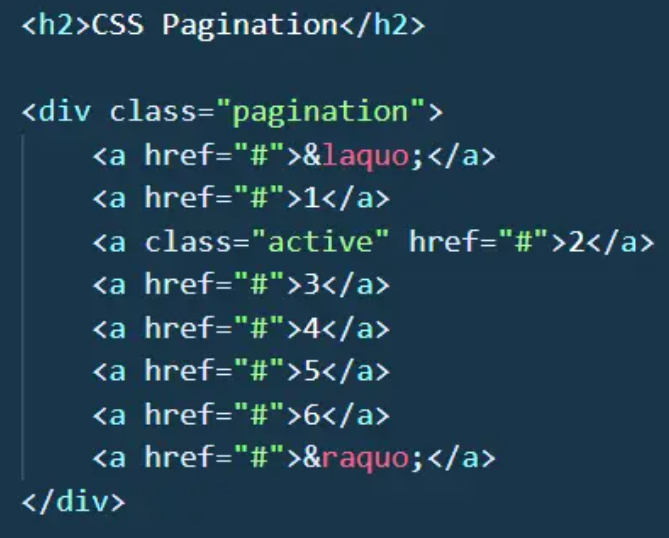 <h2>CSS Pagination</h2>
<div class="pagination">
<a href="#">&laquo;</a>
<a href="#">1</a>
<a class="active" href="#">2</a>
<a href="#">3</a>
<a href="#">4</a>
<a href="#">5</a>
<a href="#">6</a>
<a href="#">&raquo;</a>
</div>